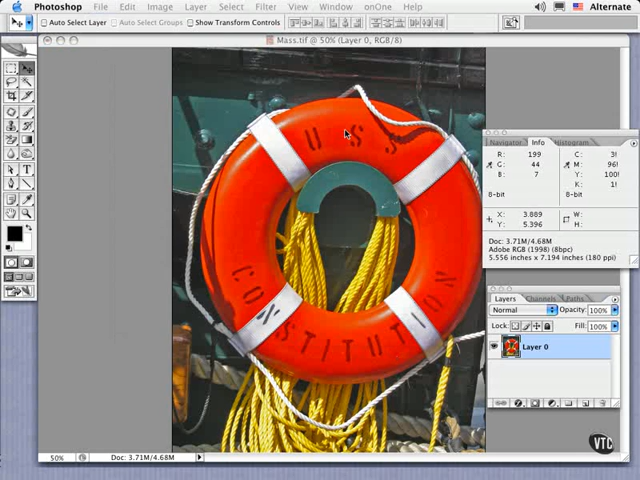 Photoshop File Edit Image Layer Select Filter View Window onOne Help Alternate
Auto Select Layer Auto Select Groups Show Transform Controls
Mass.tif @ 50% (Layer 0, RGB/8)
U S S
CONSTITUTION
Navigator Info Histogram
R: 199 C: 3!
G: 44 M: 96!
B: 7 Y: 100!
K: 1!
8-bit 8-bit
X: 3.889 W:
Y: 5.396 H:
Doc: 3.71M/4.68M
Adobe RGB (1998) (8bpc)
5.556 inches x 7.194 inches (180 ppi)
Layers Channels Paths
Normal Opacity: 100%
Lock: Fill: 100%
Layer 0
VTC
50% Doc: 3.71M/4.68M